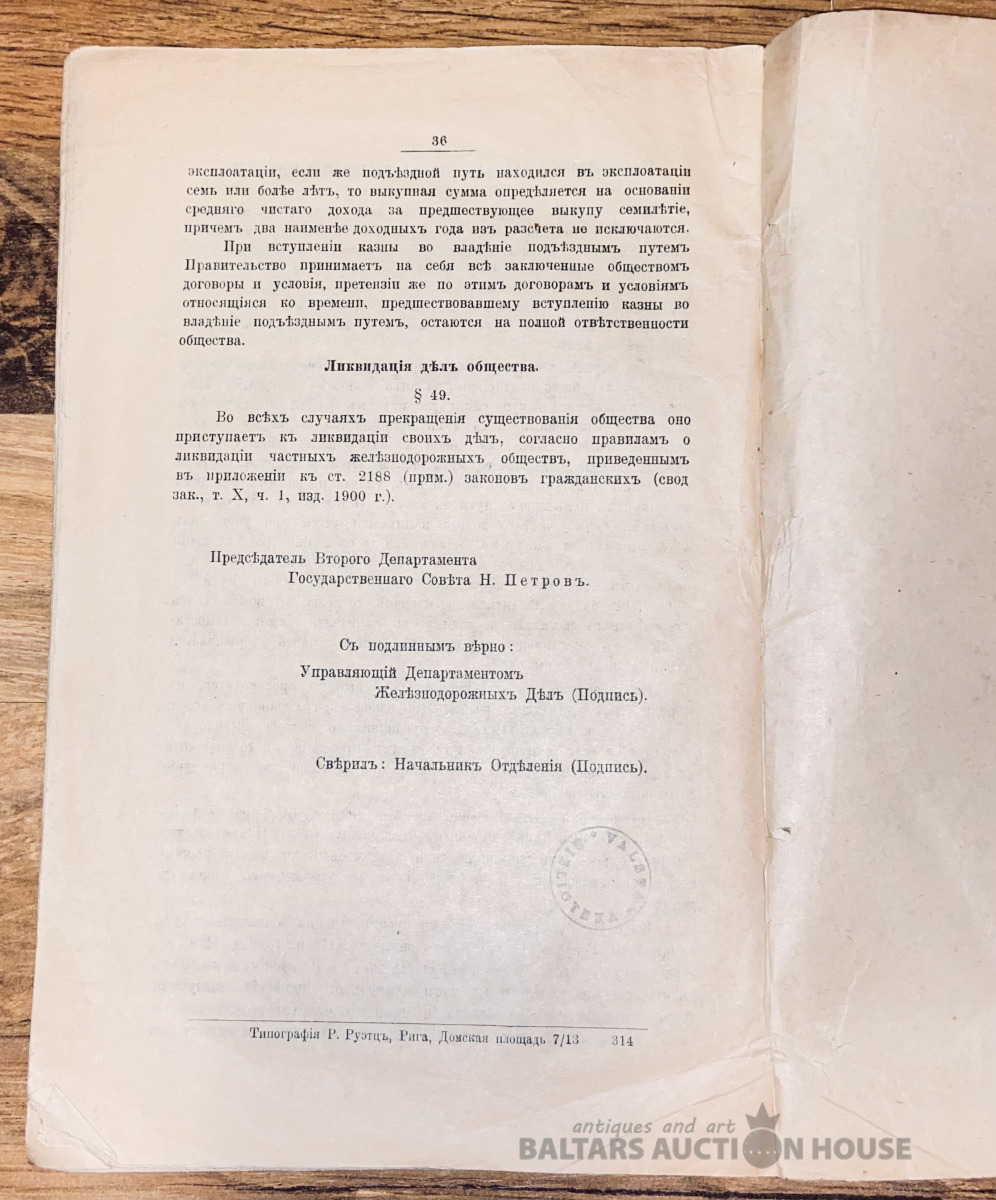 36
эксплоатаціи, если же подъѣздной путь находился въ эксплоатаціи
семь или болѣе лѣтъ, то выкупная сумма опредѣляется на основаніи
средняго чистаго дохода за предшествующее выкупу семилѣтіе,
причемъ два наименѣе доходныхъ года изъ разсчета не исключаются.
При вступленіи казны во владѣніе подъѣзднымъ путемъ
Правительство принимаетъ на себя всѣ заключенные обществомъ
договоры и условія, претензіи же по этимъ договорамъ и условіямъ
относящіяся ко времени, предшествовавшему вступленію казны во
владѣніе подъѣзднымъ путемъ, остаются на полной отвѣтственности
общества.
Ликвидація дѣлъ общества.
§ 49.
Во всѣхъ случаяхъ прекращенія существованія общества оно
приступаетъ къ ликвидаціи своихъ дѣлъ, согласно правиламъ о
ликвидаціи частныхъ желѣзнодорожныхъ обществъ, приведеннымъ
въ приложеніи къ ст. 2188 (прим.) законовъ гражданскихъ (свод
зак., т. X, ч. 1, изд. 1900 г.).
Предсѣдатель Второго Департамента
Государственнаго Совѣта Н. Петровъ.
Съ подлиннымъ вѣрно:
Управляющій Департаментомъ
Желѣзнодорожныхъ Дѣлъ (Подпись).
Свѣрилъ: Начальникъ Отдѣленія (Подпись).
Типографія Р. Руэтцъ, Рига, Домская площадь 7/13 314
antiques and art
BALTARS AUCTION HOUSE